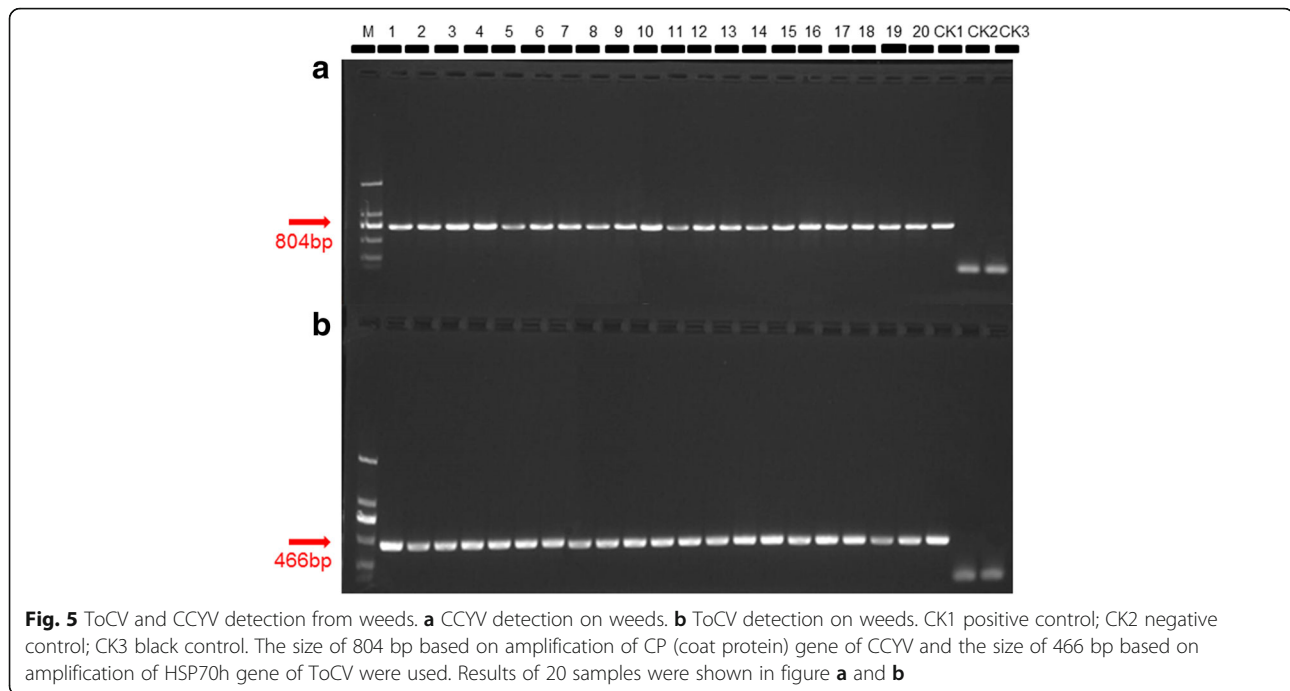 M 1 2 3 4 5 6 7 8 9 10 11 12 13 14 15 16 17 18 19 20 CK1 CK2 CK3
a
804bp
b
466bp
Fig. 5 ToCV and CCYV detection from weeds. a CCYV detection on weeds. b ToCV detection on weeds. CK1 positive control; CK2 negative
control; CK3 black control. The size of 804 bp based on amplification of CP (coat protein) gene of CCYV and the size of 466 bp based on
amplification of HSP70h gene of ToCV were used. Results of 20 samples were shown in figure a and b